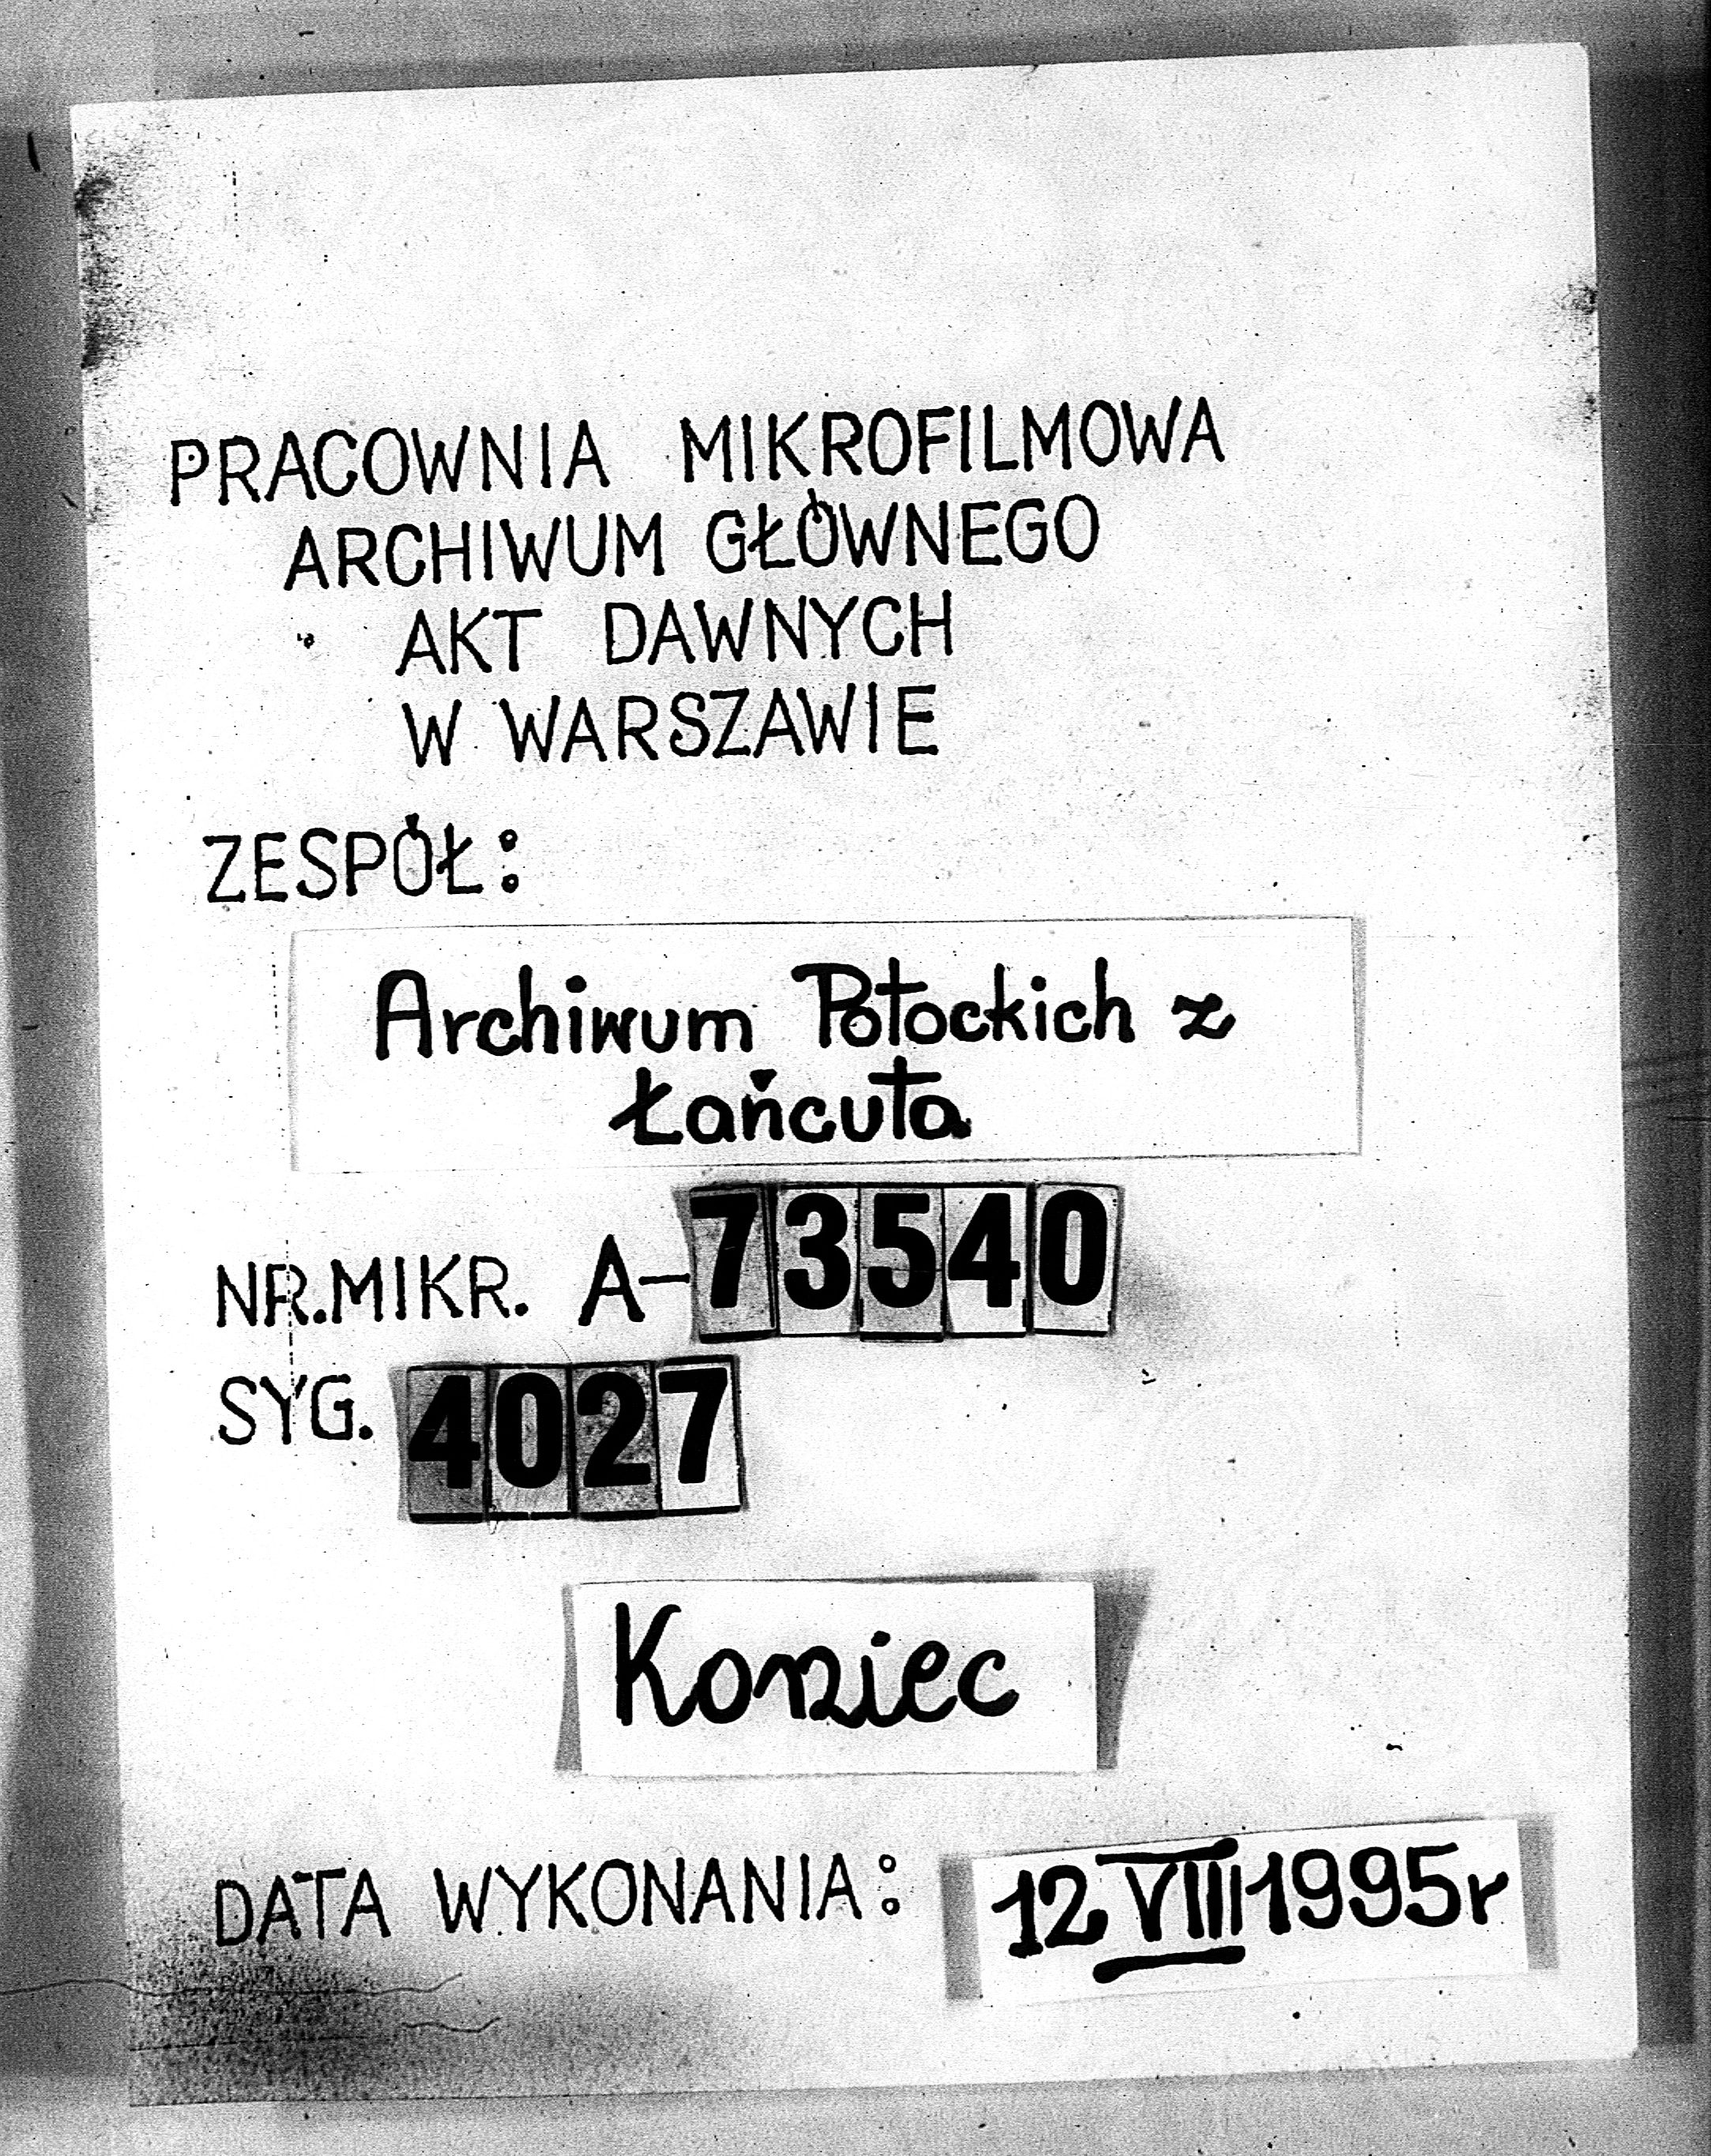 PRACOWNIA MIKROFILMOWA
ARCHIWUM GŁÓWNEGO
AKT DAWNYCH
W WARSZAWIE
ZESPÓŁ:
Archiwum Potockich z
Łańcuta
NR.MIKR. A-73540
SYG. 4027
Koniec
DATA WYKONANIA: 12 VIII 1995r